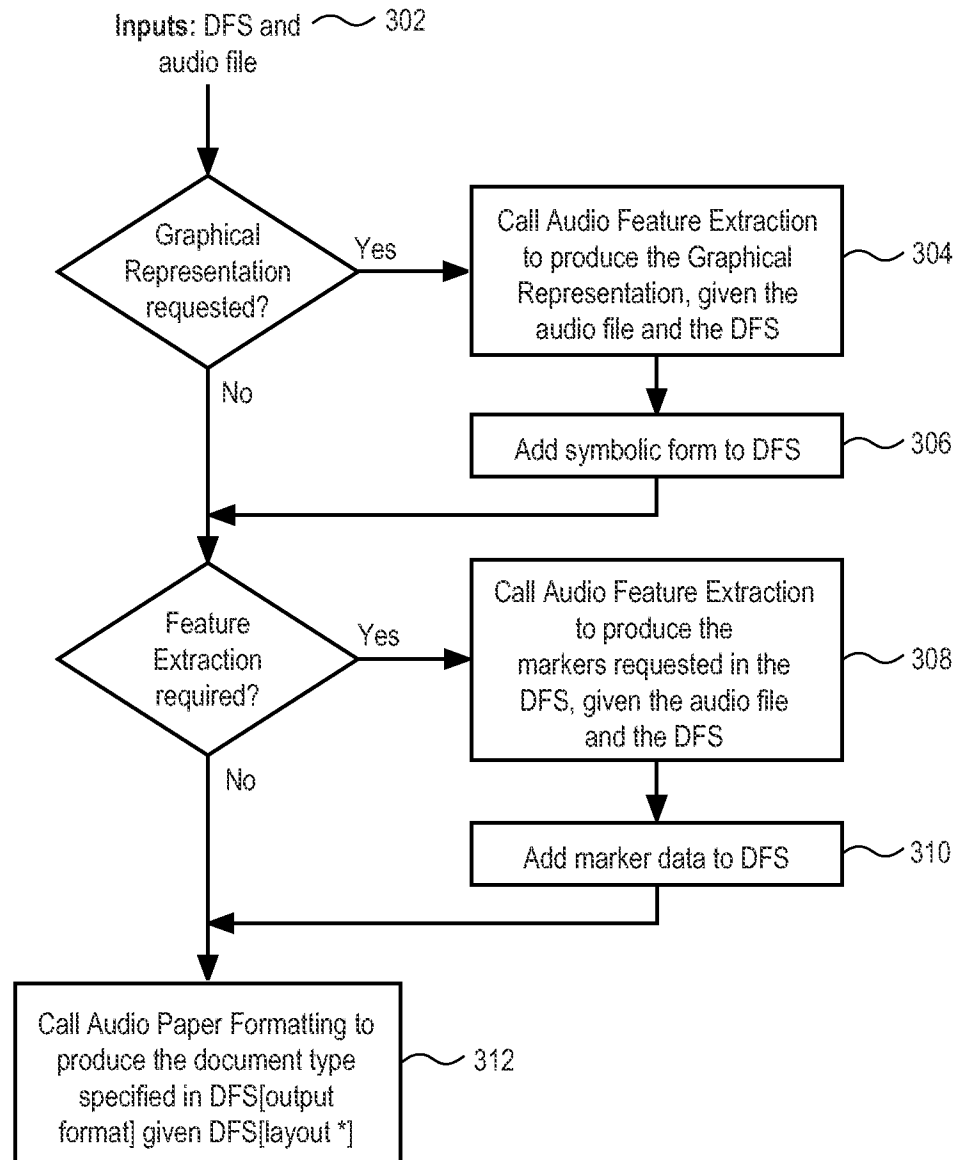 Inputs: DFS and
audio file
302
Graphical
Representation
requested?
Yes
No
Call Audio Feature Extraction
to produce the Graphical
Representation, given the
audio file and the DFS
304
Add symbolic form to DFS
306
Feature
Extraction
required?
Yes
No
Call Audio Feature Extraction
to produce the
markers requested in the
DFS, given the audio file
and the DFS
308
Add marker data to DFS
310
Call Audio Paper Formatting to
produce the document type
specified in DFS[output
format] given DFS[layout *]
312